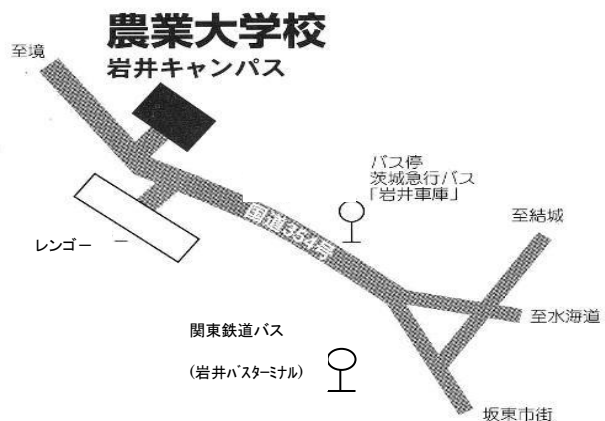 農業大学校
岩井キャンパス
至境
バス停
茨城急行バス
「岩井車庫」
至結城
国道354号
レンゴー
至水海道
関東鉄道バス
(岩井バスターミナル)
坂東市街